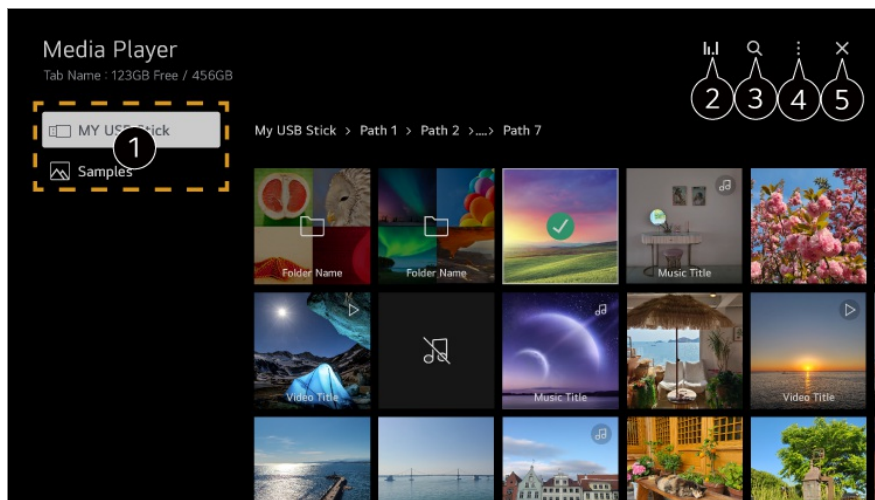 Media Player
Tab Name : 123GB Free / 456GB
2
3
4
5
MY USB Stick
1
Samples
My USB Stick > Path 1 > Path 2 >....> Path 7
Folder Name
Folder Name
Music Title
Video Title
Music Title
Video Title